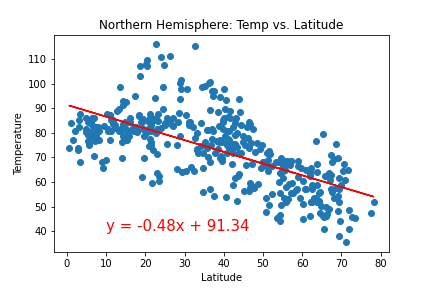 Northern Hemisphere: Temp vs. Latitude
110
100
90
80
70
60
50
40
Temperature
y = -0.48x + 91.34
0 10 20 30 40 50 60 70 80
Latitude